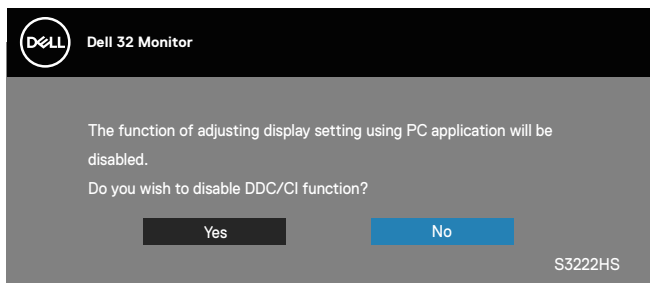 DELL
Dell 32 Monitor
The function of adjusting display setting using PC application will be
disabled.
Do you wish to disable DDC/CI function?
Yes
No
S3222HS